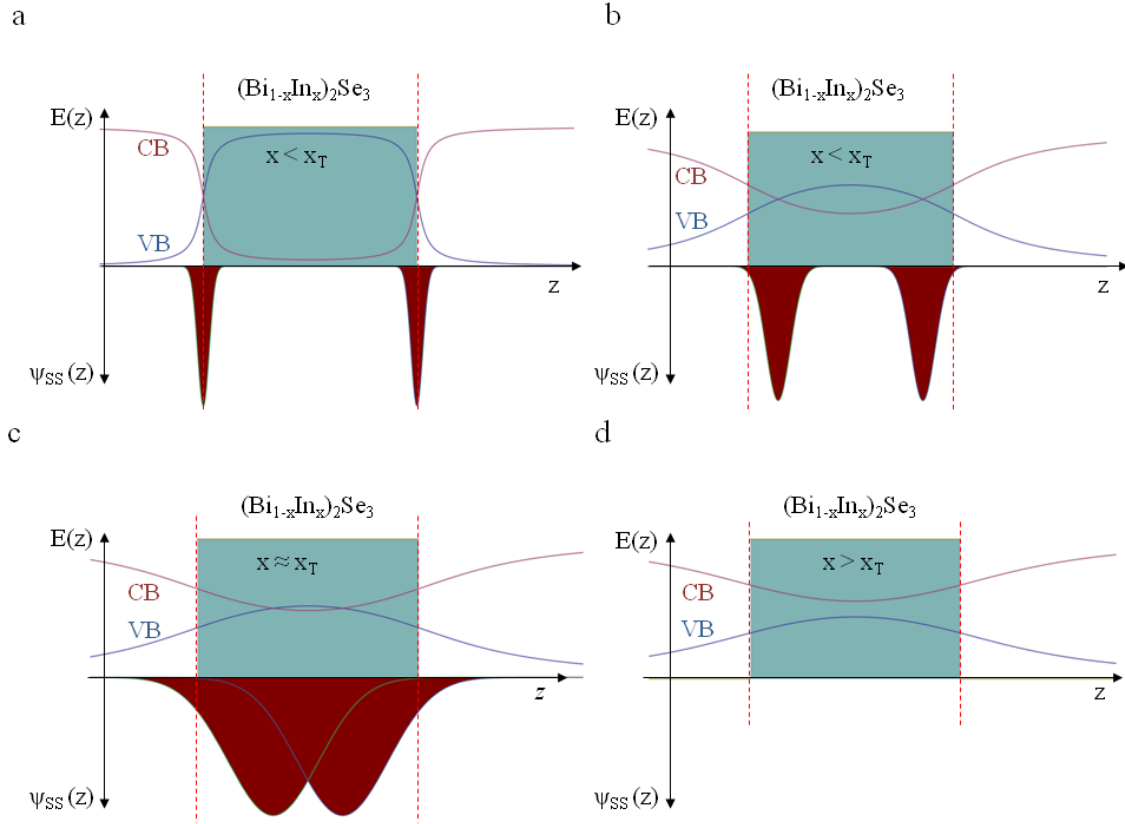 a
(Bi1-xInx)2Se3
E(z)
CB
x < xT
VB
z
ψSS(z)
b
(Bi1-xInx)2Se3
E(z)
CB
x < xT
VB
z
ψSS(z)
c
(Bi1-xInx)2Se3
E(z)
x ≈ xT
CB
VB
z
ψSS(z)
d
(Bi1-xInx)2Se3
E(z)
x > xT
CB
VB
z
ψSS(z)